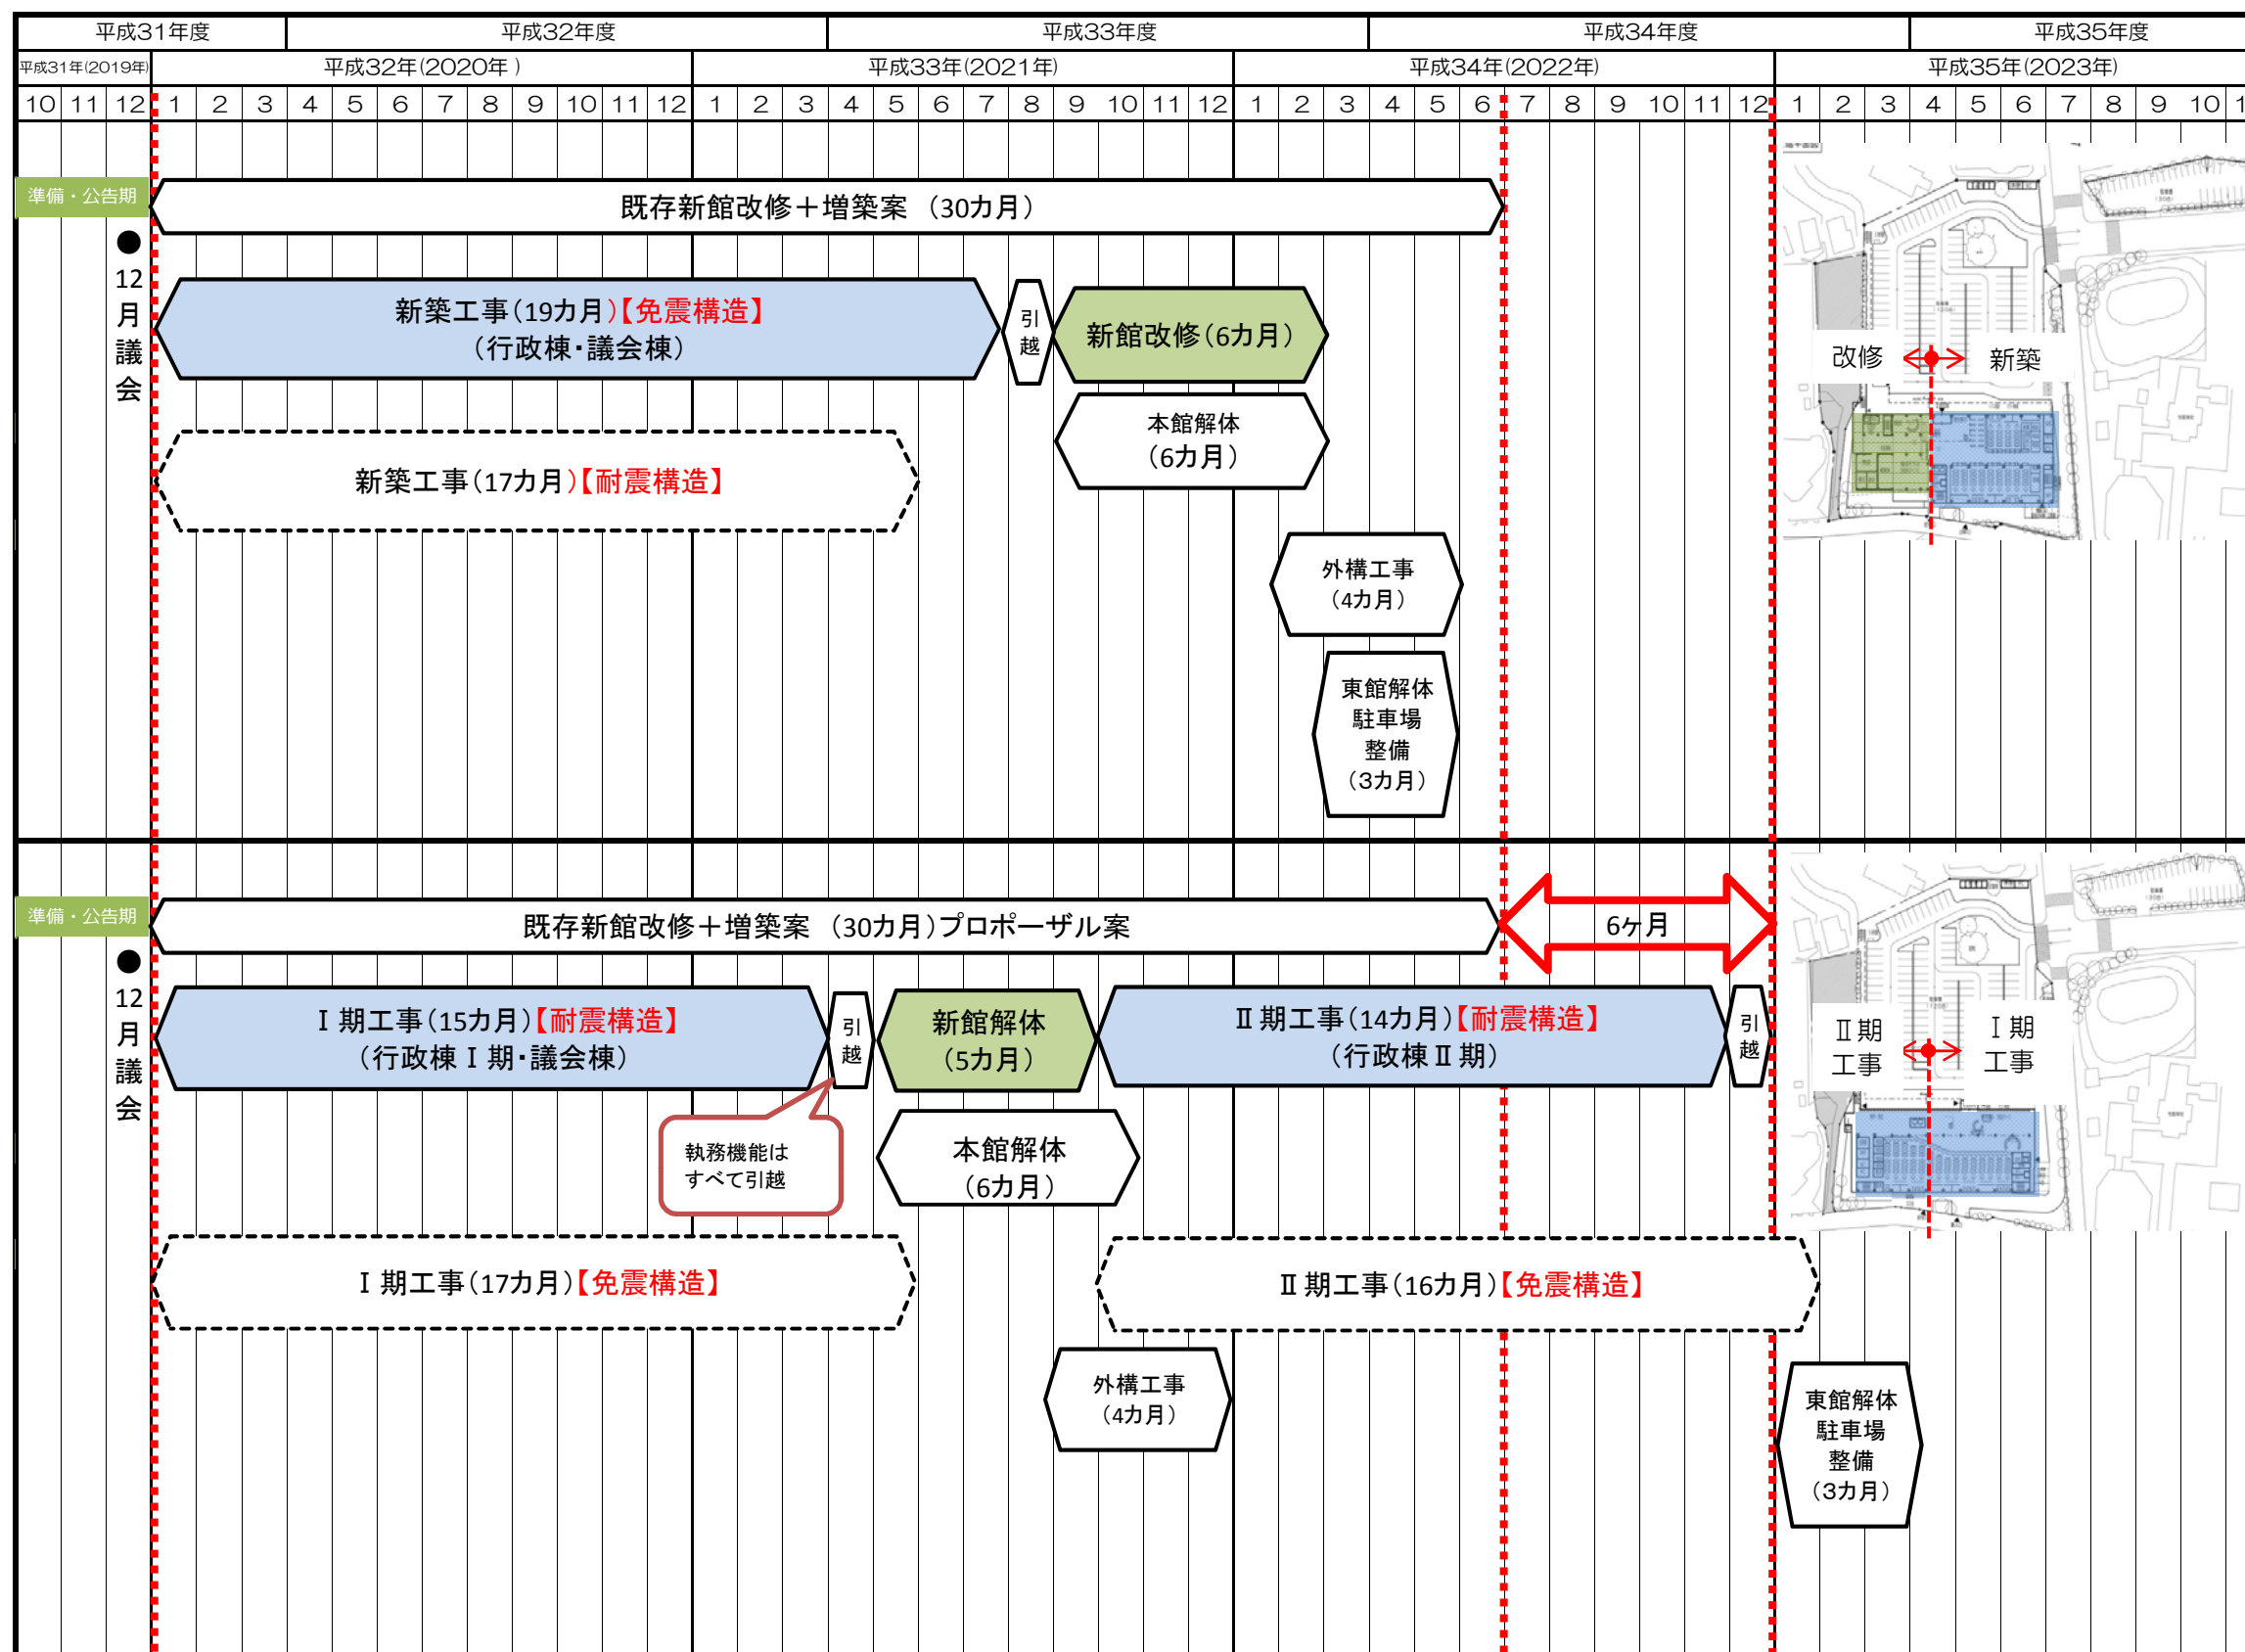 平成31年度 平成32年度 平成33年度 平成34年度 平成35年度
平成31年(2019年) 平成32年(2020年 ) 平成33年(2021年) 平成34年(2022年) 平成35年(2023年)
10 11 12 1 2 3 4 5 6 7 8 9 10 11 12 1 2 3 4 5 6 7 8 9 10 11 12 1 2 3 4 5 6 7 8 9 10 11 12 1 2 3 4 5 6 7 8 9 10
準備・公告期
●
12
月
議
会
既存新館改修＋増築案 （30カ月）
新築工事（19カ月）【免震構造】
（行政棟・議会棟）
引
越
新館改修（6カ月）
本館解体
（6カ月）
新築工事（17カ月）【耐震構造】
外構工事
（4カ月）
東館解体
駐車場
整備
（3カ月）
改修 新築
準備・公告期
●
12
月
議
会
既存新館改修＋増築案 （30カ月）プロポーザル案
6ヶ月
Ⅰ期工事（15カ月）【耐震構造】
（行政棟Ⅰ期・議会棟）
引
越
新館解体
（5カ月）
Ⅱ期工事（14カ月）【耐震構造】
（行政棟Ⅱ期）
引
越
執務機能は
すべて引越
本館解体
（6カ月）
Ⅰ期工事（17カ月）【免震構造】
Ⅱ期工事（16カ月）【免震構造】
外構工事
（4カ月）
東館解体
駐車場
整備
（3カ月）
Ⅱ期
工事
Ⅰ期
工事